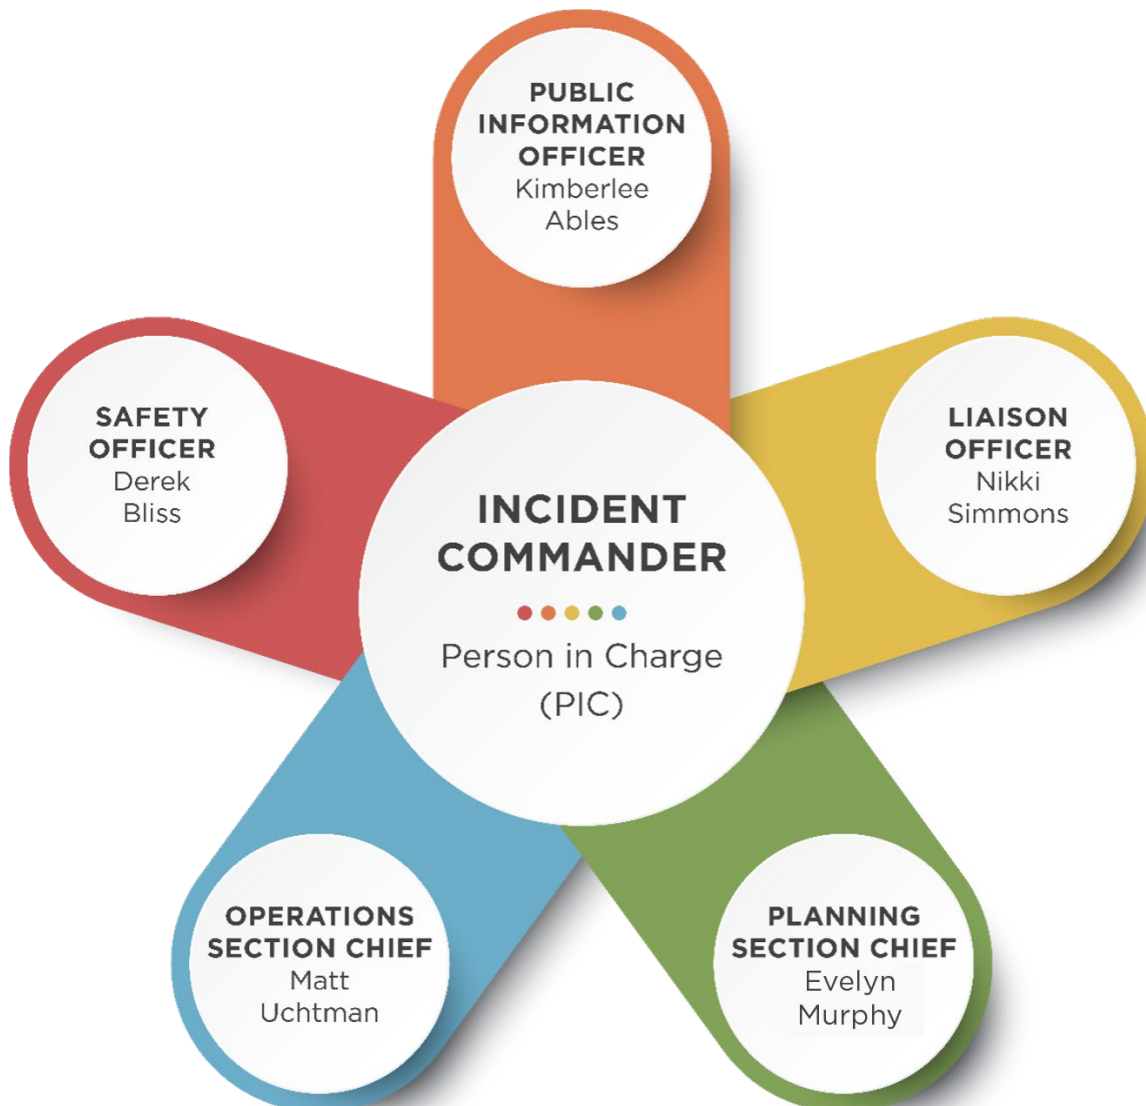 PUBLIC
INFORMATION
OFFICER
Kimberlee
Ables
SAFETY
OFFICER
Derek
Bliss
LIAISON
OFFICER
Nikki
Simmons
INCIDENT
COMMANDER
Person in Charge
(PIC)
OPERATIONS
SECTION CHIEF
Matt
Uchtman
PLANNING
SECTION CHIEF
Evelyn
Murphy